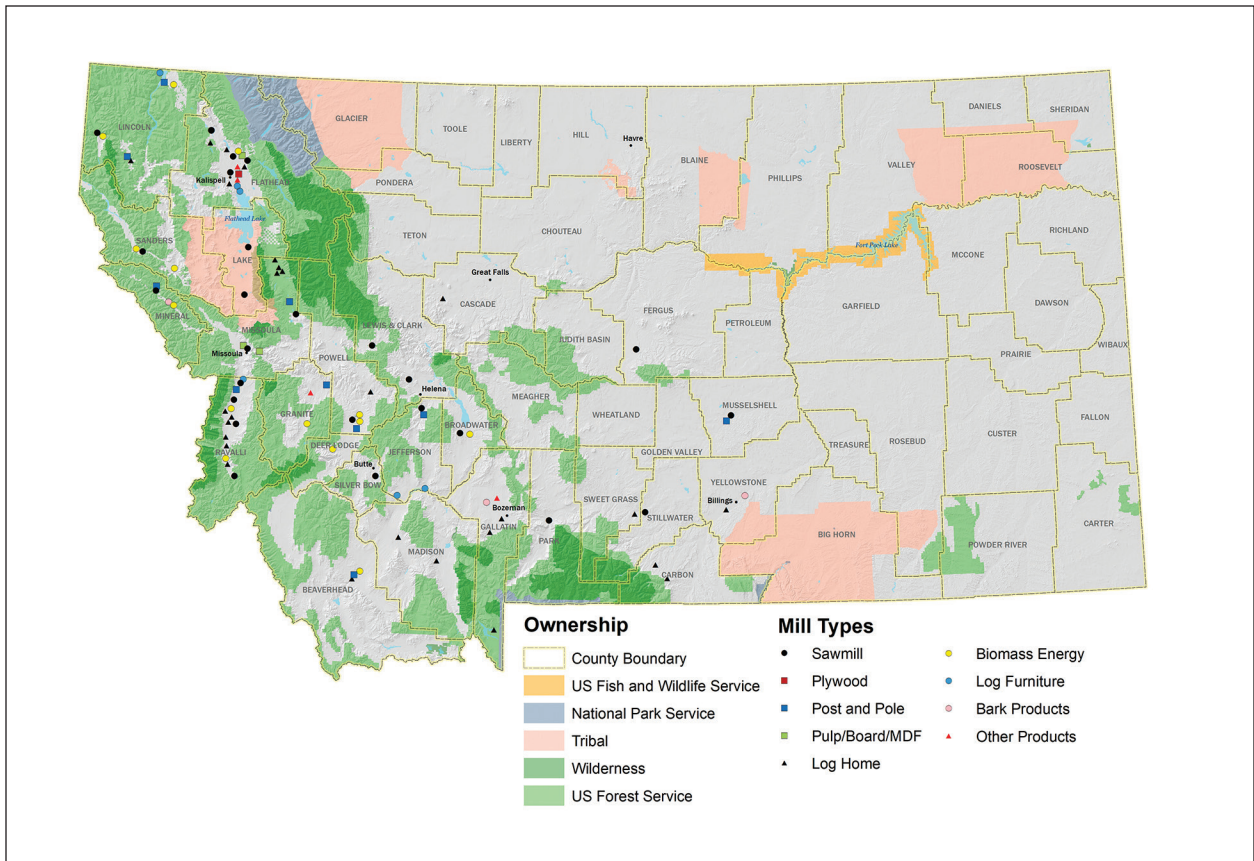 DANIELS
SHERIDAN
GLACIER
TOOLE
LIBERTY
HILL
Havre
BLAINE
PHILLIPS
VALLEY
ROOSEVELT
LINCOLN
Kalispell
FLATHEAD
PONDERA
Flathead Lake
TETON
CHOUTEAU
Fort Peck Lake
RICHLAND
MCCONE
SANDERS
LAKE
Great Falls
CASCADE
FERGUS
PETROLEUM
GARFIELD
DAWSON
WIBAUX
MINERAL
MISSOULA
LEWIS & CLARK
JUDITH BASIN
PRAIRIE
Missoula
POWELL
Helena
MEAGHER
WHEATLAND
MUSSELSHELL
FALLON
GRANITE
BROADWATER
TREASURE
ROSEBUD
CUSTER
RAVALLI
DEER LODGE
JEFFERSON
GOLDEN VALLEY
Butte
SILVER BOW
SWEET GRASS
YELLOWSTONE
Billings
STILLWATER
Bozeman
GALLATIN
PARK
BIG HORN
POWDER RIVER
CARTER
MADISON
CARBON
BEAVERHEAD
Ownership
County Boundary
US Fish and Wildlife Service
National Park Service
Tribal
Wilderness
US Forest Service
Mill Types
Sawmill
Plywood
Post and Pole
Pulp/Board/MDF
Log Home
Biomass Energy
Log Furniture
Bark Products
Other Products